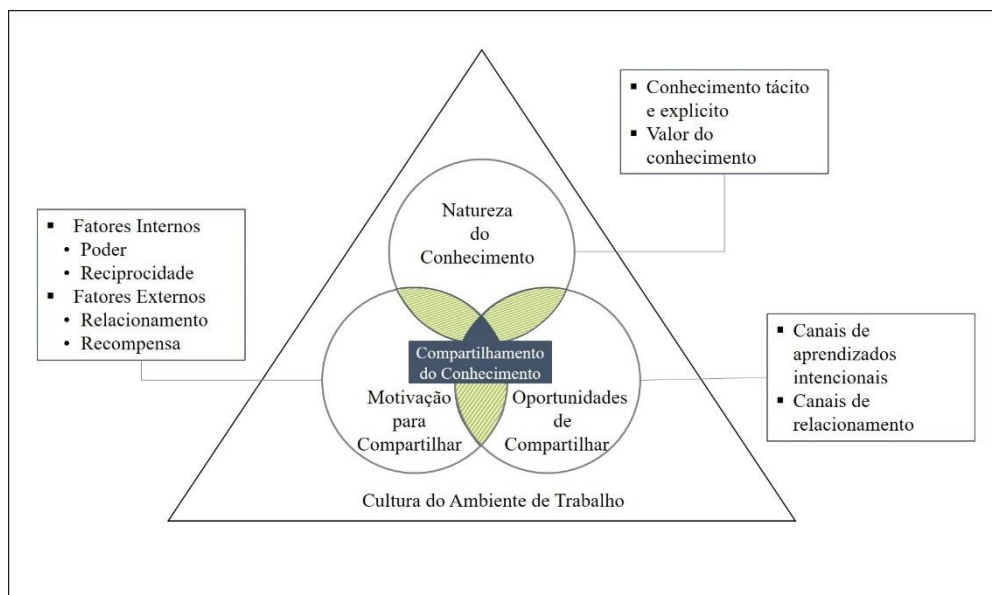 ▪ Conhecimento tácito
e explicito
▪ Valor do
conhecimento
Natureza
do
Conhecimento
▪ Fatores Internos
• Poder
• Reciprocidade
▪ Fatores Externos
• Relacionamento
• Recompensa
Compartilhamento
do Conhecimento
Motivação
para
Compartilhar
Oportunidades
de
Compartilhar
▪ Canais de
aprendizados
intencionais
▪ Canais de
relacionamento
Cultura do Ambiente de Trabalho